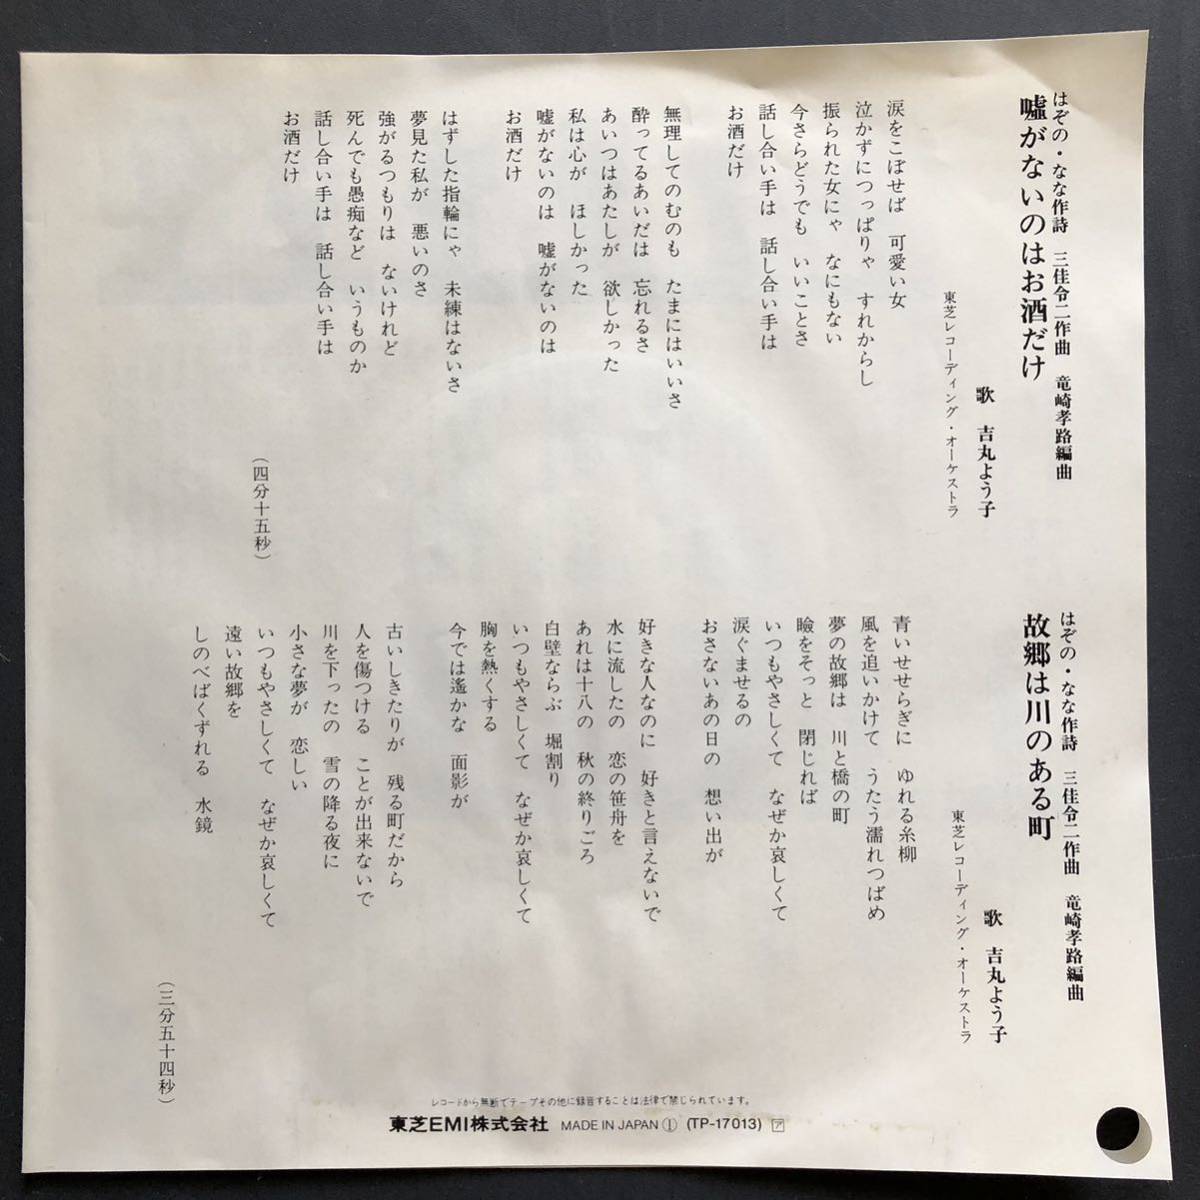 はぞの・なな作詩　三佳令二作曲　竜崎孝路編曲
嘘がないのはお酒だけ
歌　吉丸よう子
東芝レコーディング・オーケストラ
涙をこぼせば　可愛い女
泣かずにつっぱりゃ　すれからし
振られた女にゃ　なにもない
今さらどうでも　いいことさ
話し合い手は　話し合い手は
お酒だけ
無理してのむのも　たまにはいいさ
酔ってるあいだは　忘れるさ
あいつはあたしが　欲しかった
私は心が　ほしかった
嘘がないのは　嘘がないのは
お酒だけ
はずした指輪にゃ　未練はないさ
夢見た私が　悪いのさ
強がるつもりは　ないけれど
死んでも愚痴など　いうものか
話し合い手は　話し合い手は
お酒だけ
(四分十五秒)
はぞの・なな作詩　三佳令二作曲　竜崎孝路編曲
故郷は川のある町
歌　吉丸よう子
東芝レコーディング・オーケストラ
青いせせらぎに　ゆれる糸柳
風を追いかけて　うたう濡れつばめ
夢の故郷は　川と橋の町
瞼をそっと　閉じれば
いつもやさしくて　なぜか哀しくて
涙ぐませるの
おさないあの日の　想い出が
好きな人なのに　好きと言えないで
水に流したの　恋の笹舟を
あれは十八の　秋の終りごろ
白壁ならぶ　堀割り
いつもやさしくて　なぜか哀しくて
胸を熱くする
今では遙かな　面影が
古いしきたりが　残る町だから
人を傷つける　ことが出来ないで
川を下ったの　雪の降る夜に
小さな夢が　恋しい
いつもやさしくて　なぜか哀しくて
遠い故郷を
しのべばくずれる　水鏡
(三分五十四秒)
レコードから無断でテープその他に録音することは法律で禁じられています。
東芝EMI株式会社　MADE IN JAPAN ① (TP-17013) ア